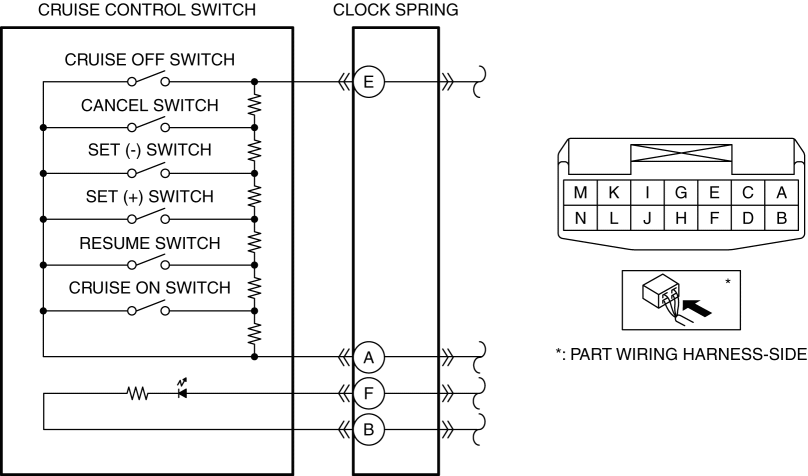 CRUISE CONTROL SWITCH
CLOCK SPRING
CRUISE OFF SWITCH
E
CANCEL SWITCH
SET (-) SWITCH
SET (+) SWITCH
RESUME SWITCH
CRUISE ON SWITCH
A
F
B
M K I G E C A
N L J H F D B
*
*: PART WIRING HARNESS-SIDE